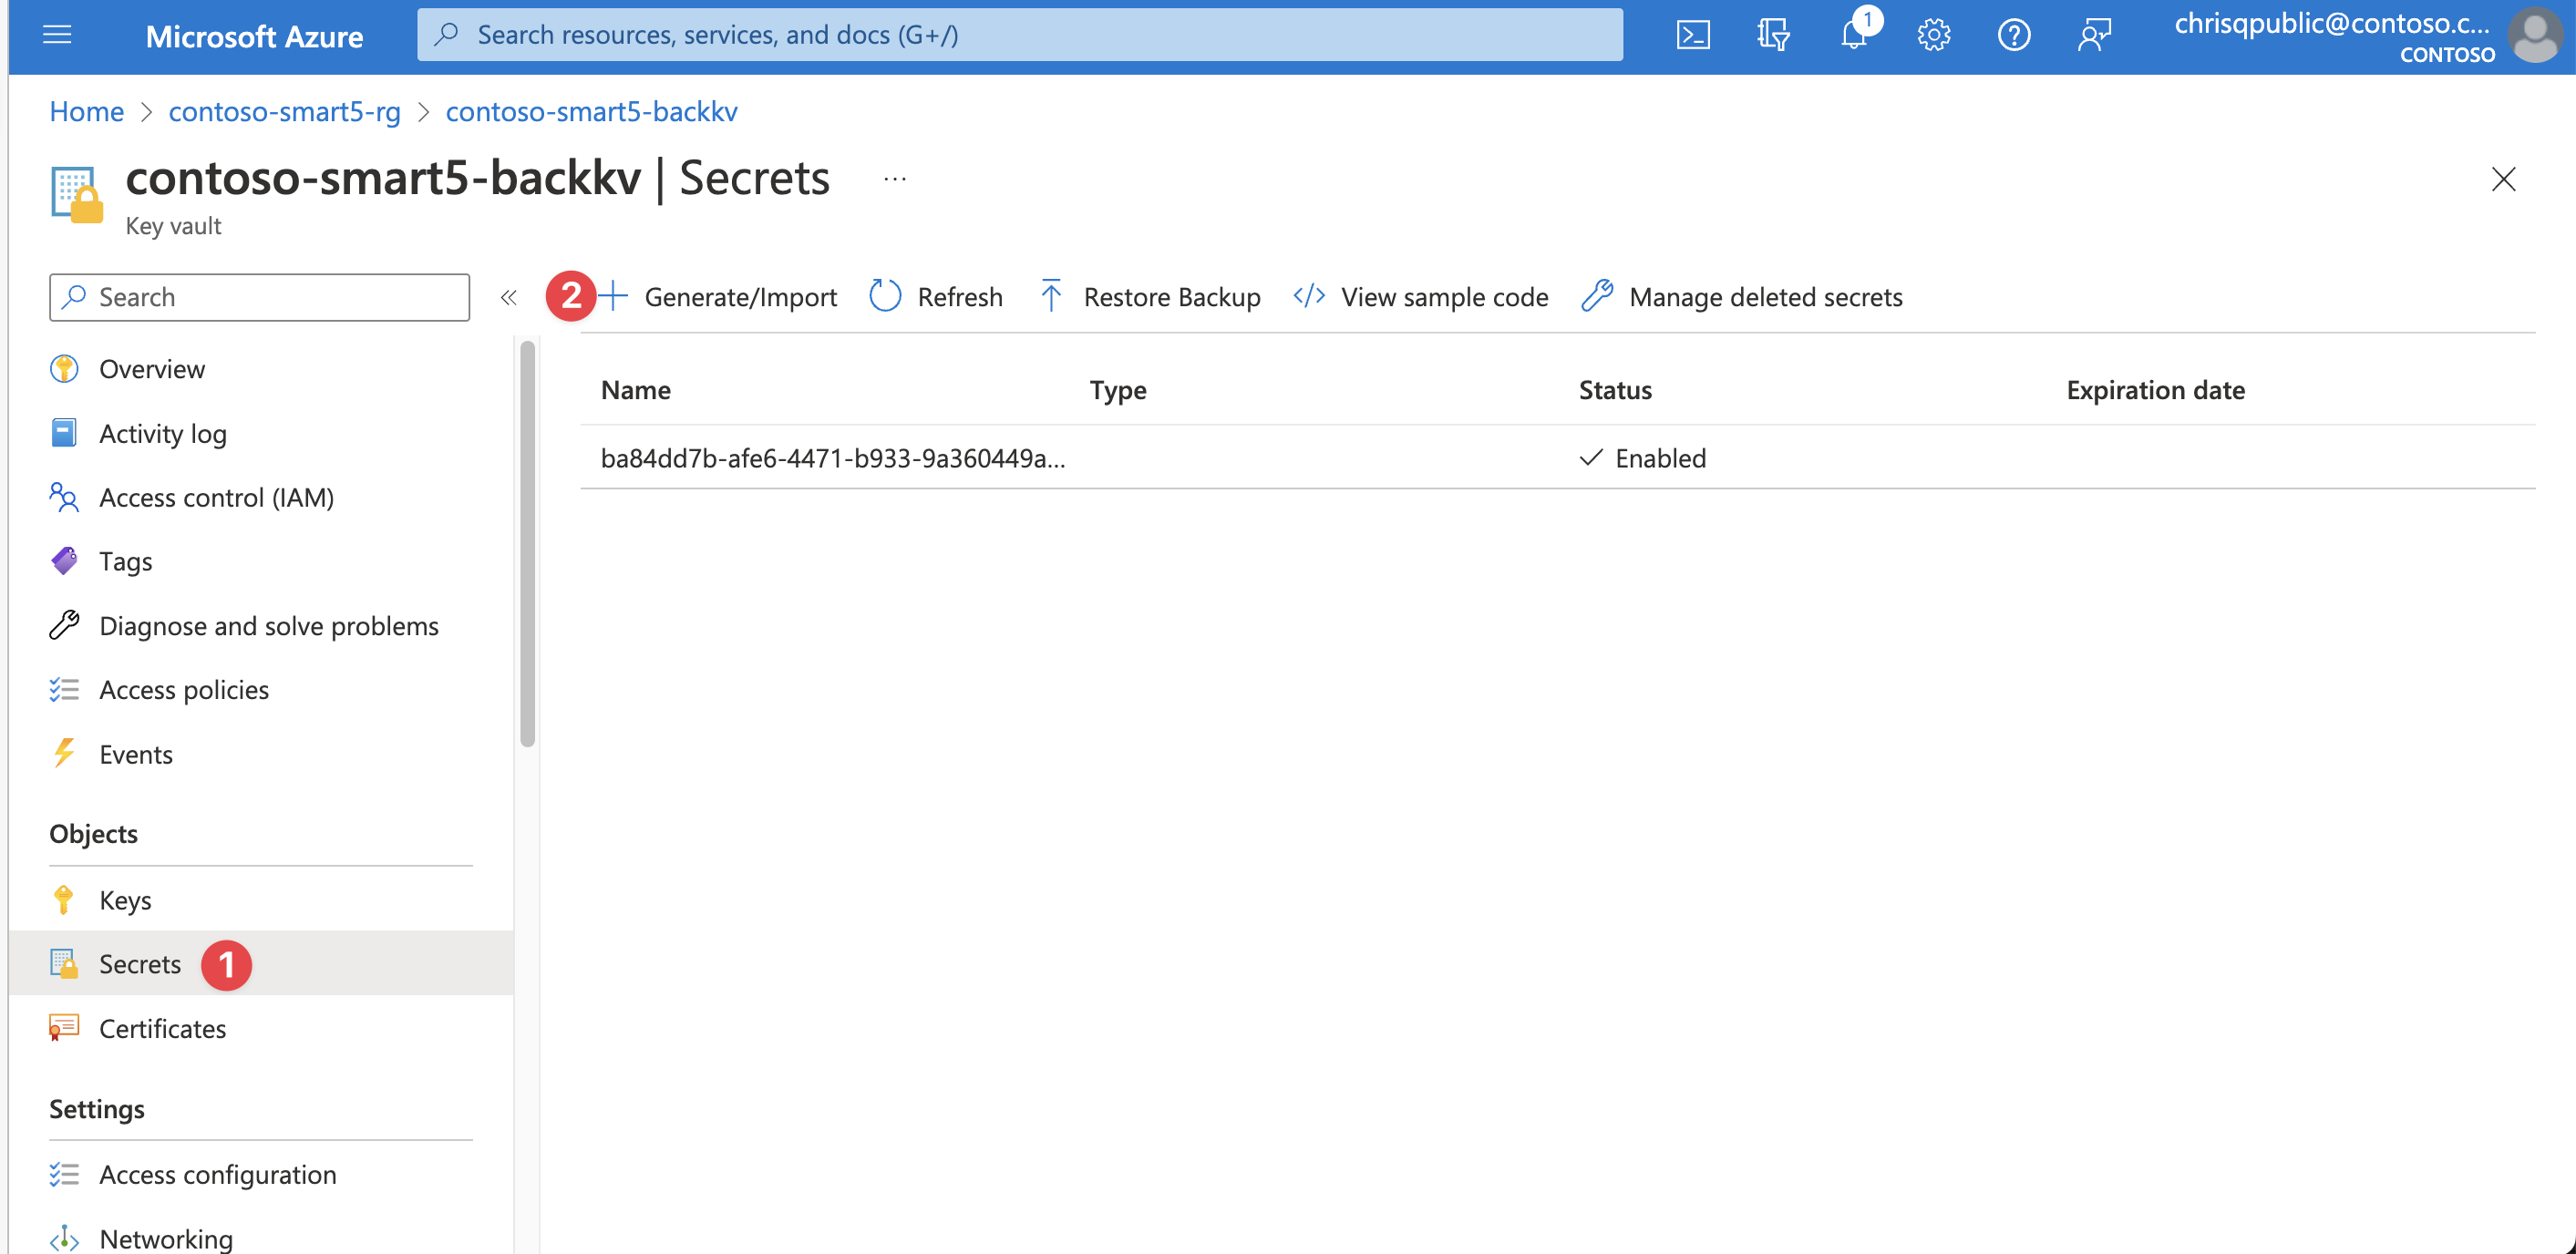 Microsoft Azure
Search resources, services, and docs (G+/)
1
chrisqpublic@contoso.c...
CONTOSO
Home > contoso-smart5-rg > contoso-smart5-backkv
contoso-smart5-backkv | Secrets ...
Key vault
Search
«
2 + Generate/Import Refresh Restore Backup </> View sample code Manage deleted secrets
Overview
Activity log
Access control (IAM)
Tags
Diagnose and solve problems
Access policies
Events
Objects
Keys
Secrets 1
Certificates
Settings
Access configuration
Networking
Name Type Status Expiration date
ba84dd7b-afe6-4471-b933-9a360449a... Enabled